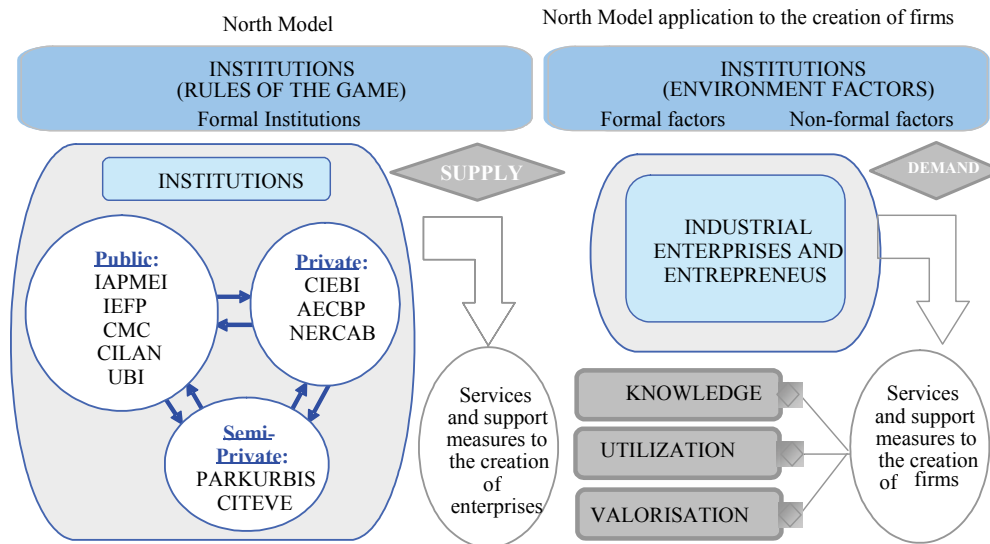 North Model
INSTITUTIONS
(RULES OF THE GAME)
Formal Institutions
INSTITUTIONS
Public:
IAPMEI
IEFP
CMC
CILAN
UBI
Private:
CIEBI
AECBP
NERCAB
Semi-
Private:
PARKURBIS
CITEVE
SUPPLY
Services
and support
measures to
the creation
of
enterprises
North Model application to the creation of firms
INSTITUTIONS
(ENVIRONMENT FACTORS)
Formal factors
Non-formal factors
DEMAND
INDUSTRIAL
ENTERPRISES AND
ENTREPRENEUS
KNOWLEDGE
UTILIZATION
VALORISATION
Services
and support
measures to
the creation
of firms